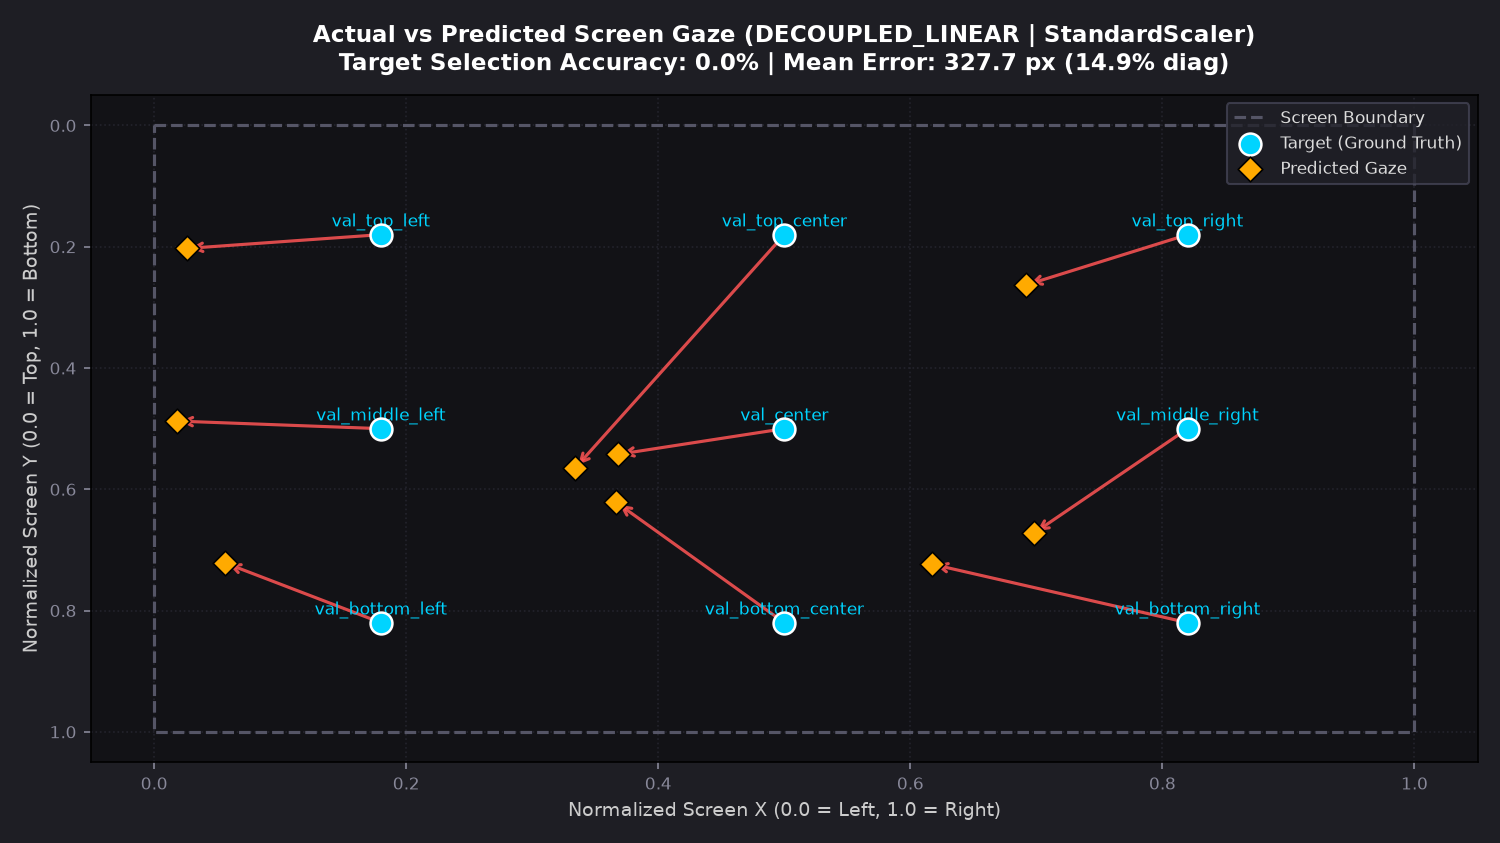 Actual vs Predicted Screen Gaze (DECOUPLED_LINEAR | StandardScaler)
Target Selection Accuracy: 0.0% | Mean Error: 327.7 px (14.9% diag)
Screen Boundary
Target (Ground Truth)
Predicted Gaze
val_top_left
val_top_center
val_top_right
val_middle_left
val_center
val_middle_right
val_bottom_left
val_bottom_center
val_bottom_right
Normalized Screen Y (0.0 = Top, 1.0 = Bottom)
0.0
0.2
0.4
0.6
0.8
1.0
0.0
0.2
0.4
0.6
0.8
1.0
Normalized Screen X (0.0 = Left, 1.0 = Right)